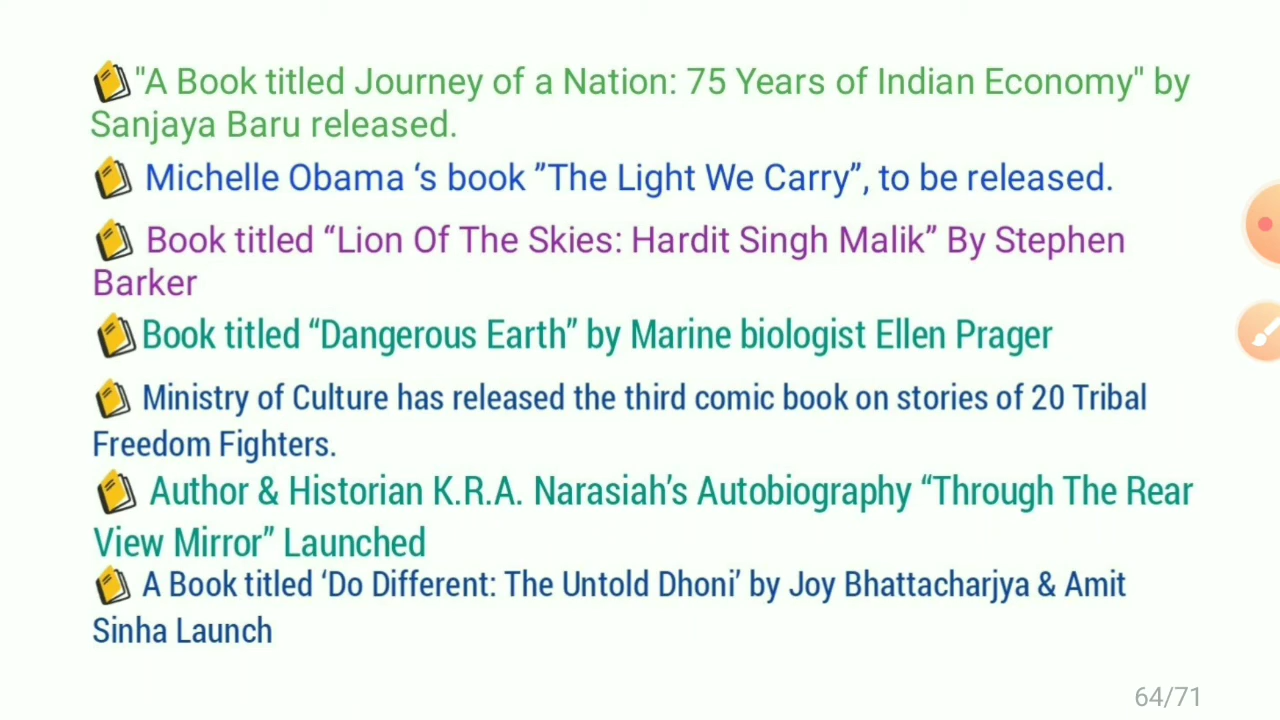 "A Book titled Journey of a Nation: 75 Years of Indian Economy" by
Sanjaya Baru released.
Michelle Obama ‘s book ”The Light We Carry”, to be released.
Book titled “Lion Of The Skies: Hardit Singh Malik” By Stephen
Barker
Book titled “Dangerous Earth” by Marine biologist Ellen Prager
Ministry of Culture has released the third comic book on stories of 20 Tribal
Freedom Fighters.
Author & Historian K.R.A. Narasiah’s Autobiography “Through The Rear
View Mirror” Launched
A Book titled ‘Do Different: The Untold Dhoni’ by Joy Bhattacharjya & Amit
Sinha Launch
64/71